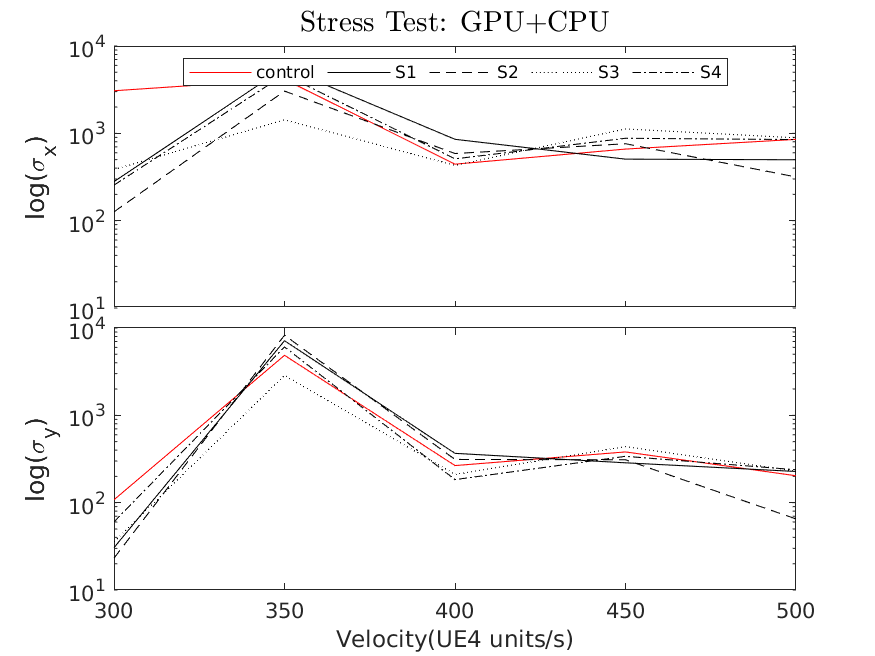 Stress Test: GPU+CPU
10^4
control S1 S2 S3 S4
10^3
log(σ_x)
10^2
10^1
10^4
10^3
log(σ_y)
10^2
10^1
300 350 400 450 500
Velocity(UE4 units/s)